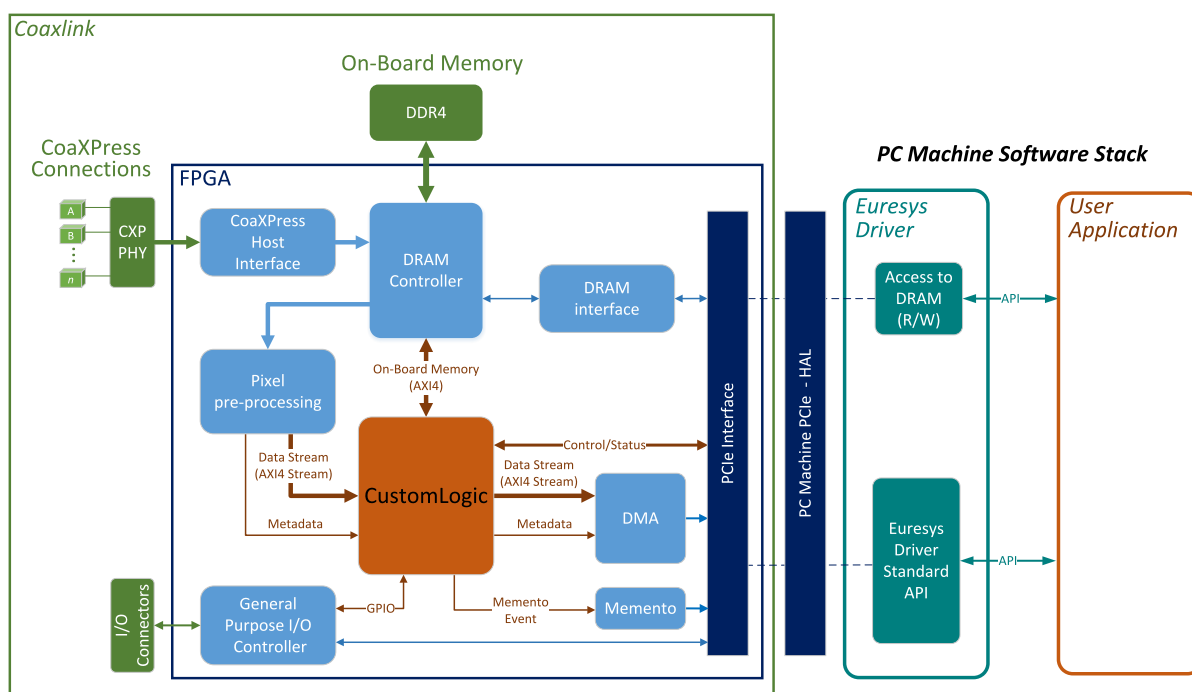 Coaxlink
On-Board Memory
DDR4
CoaXPress
Connections
A
B
n
CXP
PHY
FPGA
CoaXPress
Host
Interface
DRAM
Controller
DRAM
interface
Pixel
pre-processing
On-Board Memory
(AXI4)
Data Stream
(AXI4 Stream)
Metadata
CustomLogic
Control/Status
Data Stream
(AXI4 Stream)
Metadata
DMA
I/O
Connectors
General
Purpose I/O
Controller
GPIO
Memento
Event
Memento
PCIe Interface
PC Machine PCIe - HAL
PC Machine Software Stack
Euresys
Driver
Access to
DRAM
(R/W)
API
Euresys
Driver
Standard
API
API
User
Application